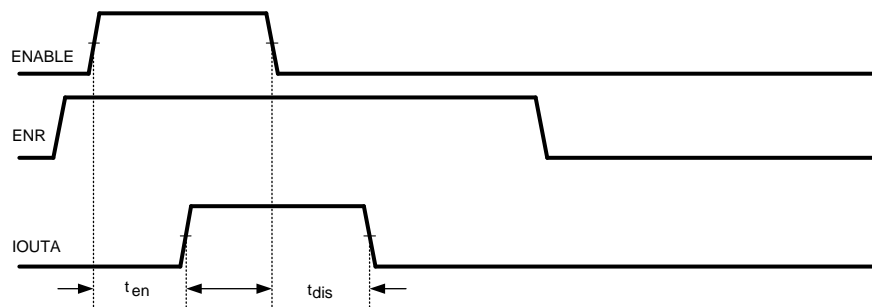 ENABLE
ENR
IOUTA
ten
tdis